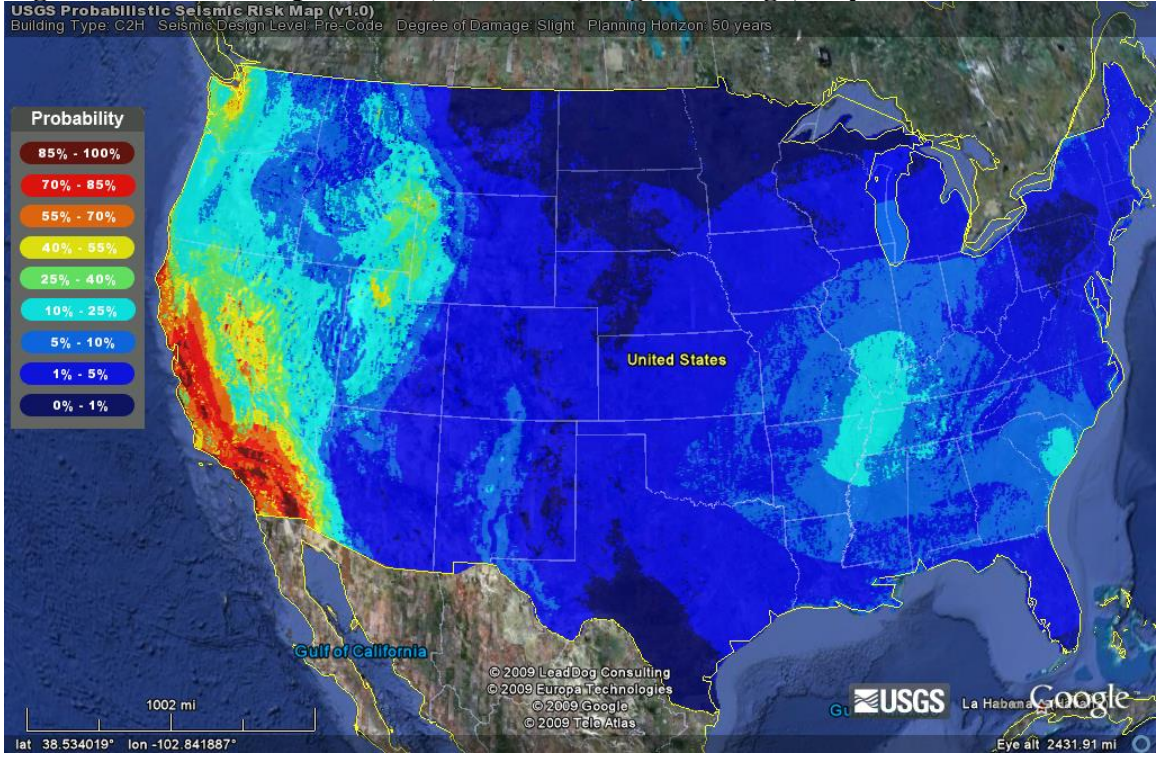 USGS Probabilistic Seismic Risk Map (v1.0)
Building Type: C2H Seismic Design Level: Pre-Code Degree of Damage: Slight Planning Horizon: 50 years
Probability
85% - 100%
70% - 85%
55% - 70%
40% - 55%
25% - 40%
10% - 25%
5% - 10%
1% - 5%
0% - 1%
United States
Gulf of California
© 2009 LeadDog Consulting
© 2009 Europa Technologies
© 2009 Google
© 2009 Tele Atlas
1002 mi
Gu
USGS
La Habana
Google
lat 38.534019° lon -102.841887°
Eye alt 2431.91 mi